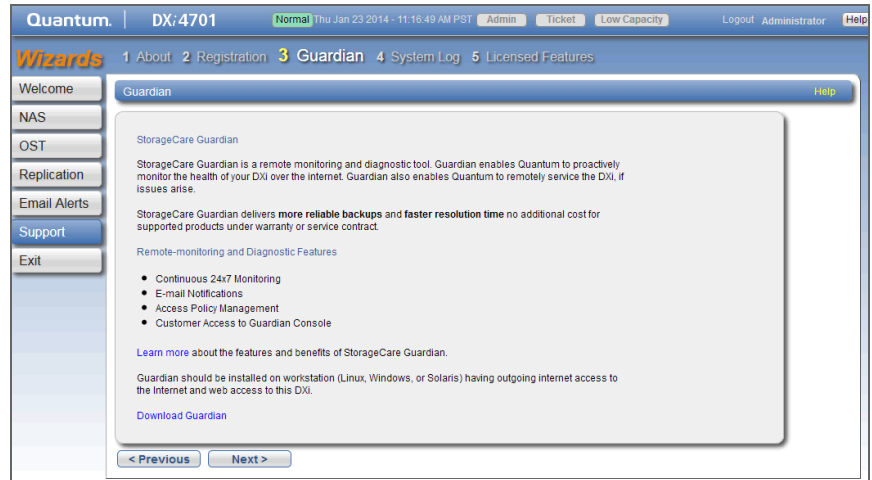 Quantum. DXi4701 Normal Thu Jan 23 2014 - 11:16:49 AM PST Admin Ticket Low Capacity Logout Administrator Help
Wizards 1 About 2 Registration 3 Guardian 4 System Log 5 Licensed Features
Welcome
NAS
OST
Replication
Email Alerts
Support
Exit
Guardian Help
StorageCare Guardian
StorageCare Guardian is a remote monitoring and diagnostic tool. Guardian enables Quantum to proactively
monitor the health of your DXi over the internet. Guardian also enables Quantum to remotely service the DXi, if
issues arise.
StorageCare Guardian delivers more reliable backups and faster resolution time no additional cost for
supported products under warranty or service contract.
Remote-monitoring and Diagnostic Features
• Continuous 24x7 Monitoring
• E-mail Notifications
• Access Policy Management
• Customer Access to Guardian Console
Learn more about the features and benefits of StorageCare Guardian.
Guardian should be installed on workstation (Linux, Windows, or Solaris) having outgoing internet access to
the Internet and web access to this DXi.
Download Guardian
< Previous Next >